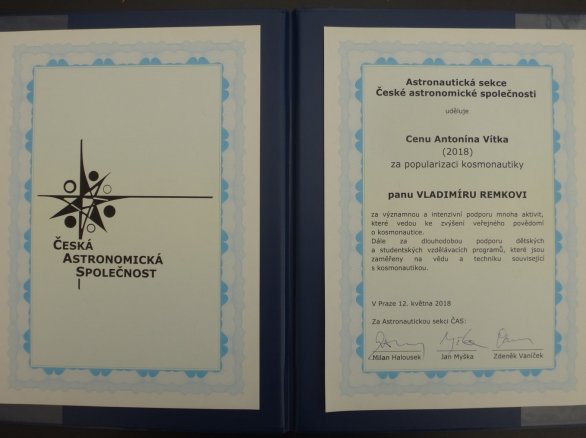 ČESKÁ
ASTRONOMICKÁ
SPOLEČNOST
Astronautická sekce
České astronomické společnosti
uděluje
Cenu Antonína Vítka
(2018)
za popularizaci kosmonautiky
panu VLADIMÍRU REMKOVI
za významnou a intenzivní podporu mnoha aktivit,
které vedou ke zvýšení veřejného povědomí
o kosmonautice.
Dále za dlouhodobou podporu dětských
a studentských vzdělávacích programů, které jsou
zaměřeny na vědu a techniku související
s kosmonautikou.
V Praze 12. května 2018
Za Astronautickou sekci ČAS:
Milan Halousek Jan Myška Zdeněk Vaníček